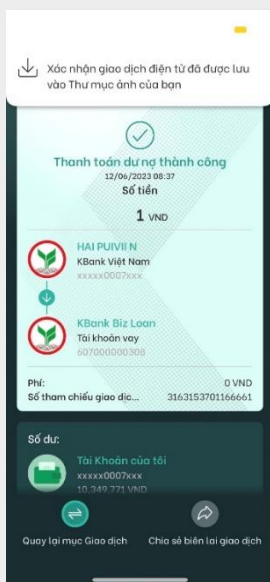 Xác nhận giao dịch điện tử đã được lưu
vào Thư mục ảnh của bạn
Thanh toán dư nợ thành công
12/06/2023 08:37
Số tiền
1 VND
HAI PUIVII N
KBank Việt Nam
xxxxx0007xxx
KBank Biz Loan
Tài khoản vay
607000000308
Phí: 0 VND
Số tham chiếu giao dịc... 3163153701166661
Số dư:
Tài Khoản của tôi
xxxxx0007xxx
10,349,771 VND
Quay lại mục Giao dịch Chia sẻ biên lai giao dịch